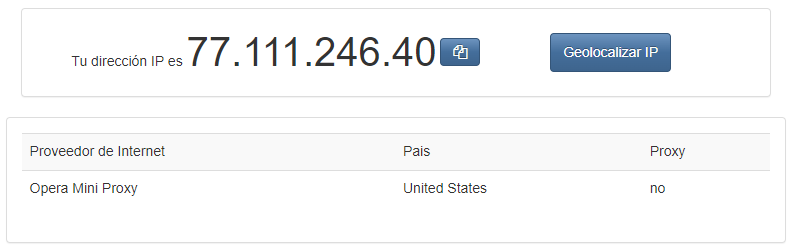 Tu dirección IP es 77.111.246.40 Geolocalizar IP
Proveedor de Internet Pais Proxy
Opera Mini Proxy United States no